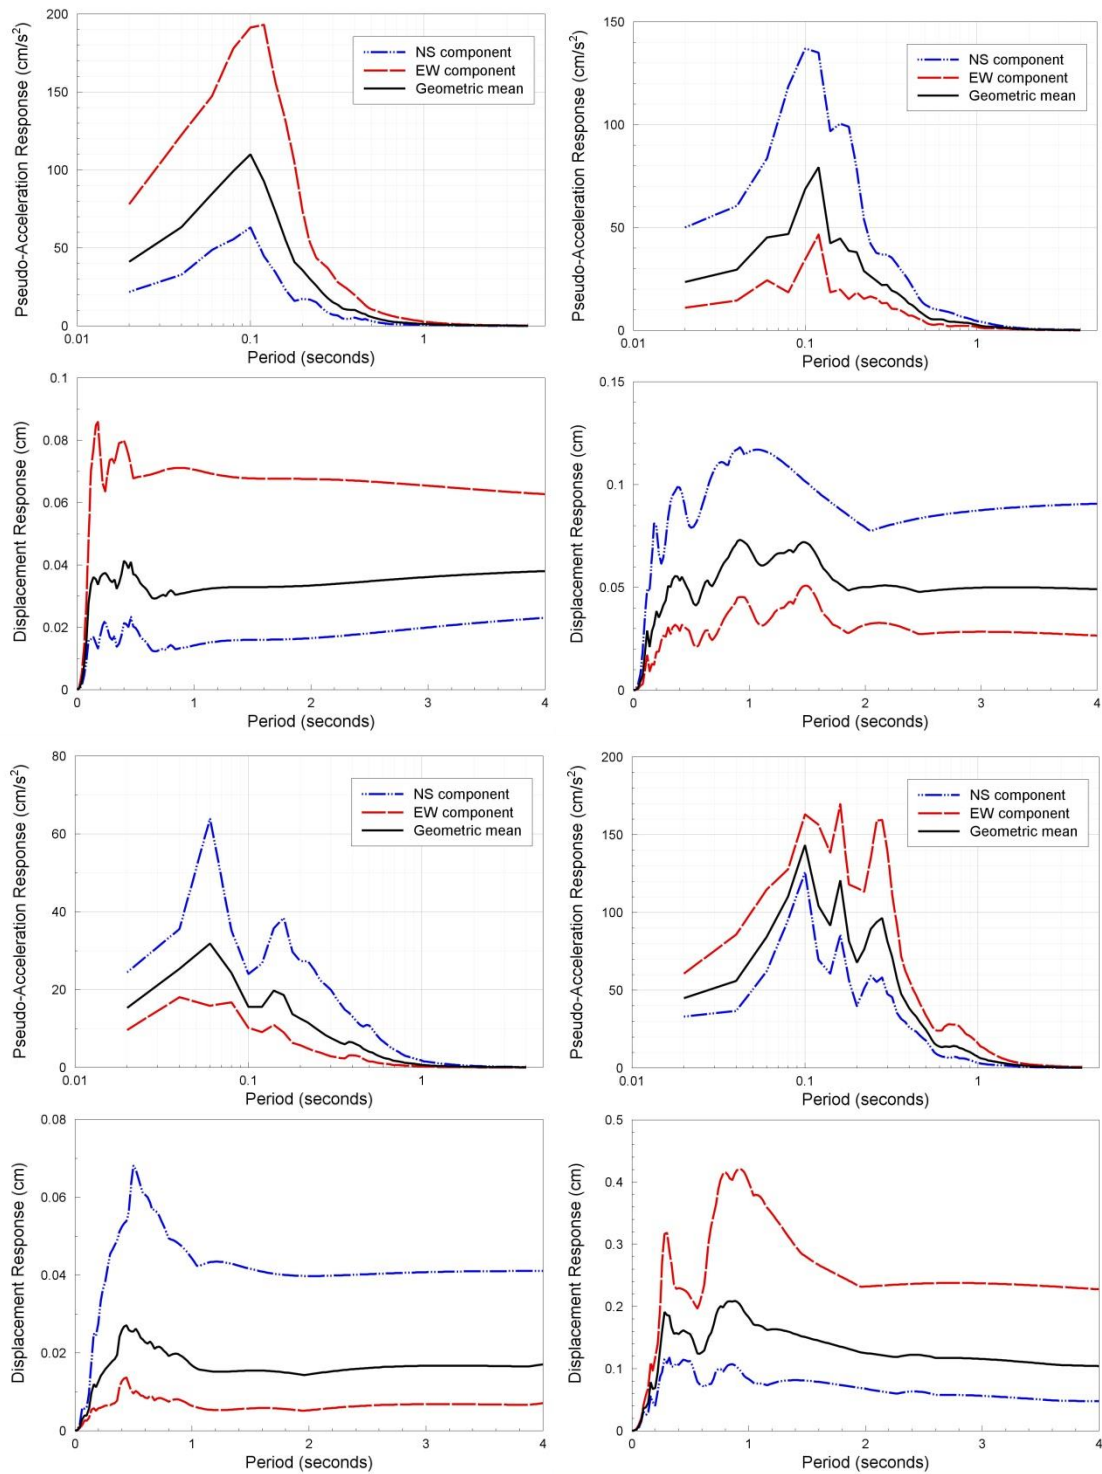 Pseudo-Acceleration Response (cm/s²)
200
150
100
50
0
NS component
EW component
Geometric mean
0.01
0.1
1
Period (seconds)
Pseudo-Acceleration Response (cm/s²)
150
100
50
0
NS component
EW component
Geometric mean
0.01
0.1
1
Period (seconds)
Displacement Response (cm)
0.1
0.08
0.06
0.04
0.02
0
0
1
2
3
4
Period (seconds)
Displacement Response (cm)
0.15
0.1
0.05
0
0
1
2
3
4
Period (seconds)
Pseudo-Acceleration Response (cm/s²)
80
60
40
20
0
NS component
EW component
Geometric mean
0.01
0.1
1
Period (seconds)
Pseudo-Acceleration Response (cm/s²)
200
150
100
50
0
NS component
EW component
Geometric mean
0.01
0.1
1
Period (seconds)
Displacement Response (cm)
0.08
0.06
0.04
0.02
0
0
1
2
3
4
Period (seconds)
Displacement Response (cm)
0.5
0.4
0.3
0.2
0.1
0
0
1
2
3
4
Period (seconds)